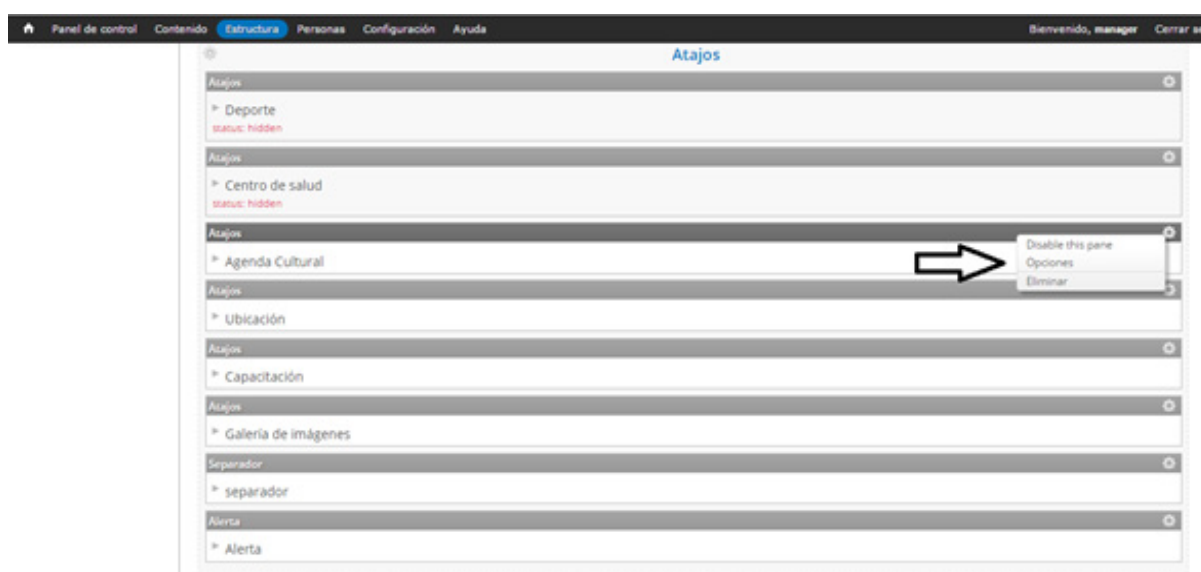 Panel de control Contenido Estructura Personas Configuración Ayuda Bienvenido, manager Cerrar se
Atajos
Atajos
Deporte
status: hidden
Atajos
Centro de salud
status: hidden
Atajos
Disable this pane
Agenda Cultural
Opciones
Eliminar
Atajos
Ubicación
Atajos
Capacitación
Atajos
Galería de imágenes
Separador
separador
Alerta
Alerta